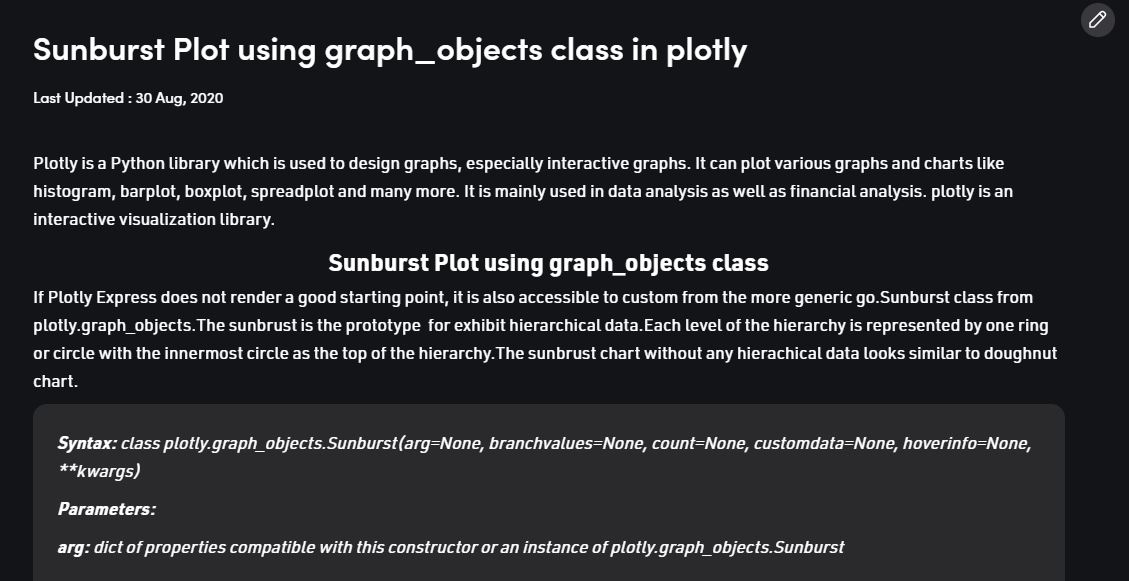 Sunburst Plot using graph_objects class in plotly
Last Updated : 30 Aug, 2020
Plotly is a Python library which is used to design graphs, especially interactive graphs. It can plot various graphs and charts like
histogram, barplot, boxplot, spreadplot and many more. It is mainly used in data analysis as well as financial analysis. plotly is an
interactive visualization library.
Sunburst Plot using graph_objects class
If Plotly Express does not render a good starting point, it is also accessible to custom from the more generic go.Sunburst class from
plotly.graph_objects.The sunbrust is the prototype  for exhibit hierarchical data.Each level of the hierarchy is represented by one ring
or circle with the innermost circle as the top of the hierarchy.The sunbrust chart without any hierachical data looks similar to doughnut
chart.
Syntax: class plotly.graph_objects.Sunburst(arg=None, branchvalues=None, count=None, customdata=None, hoverinfo=None,
**kwargs)
Parameters:
arg: dict of properties compatible with this constructor or an instance of plotly.graph_objects.Sunburst